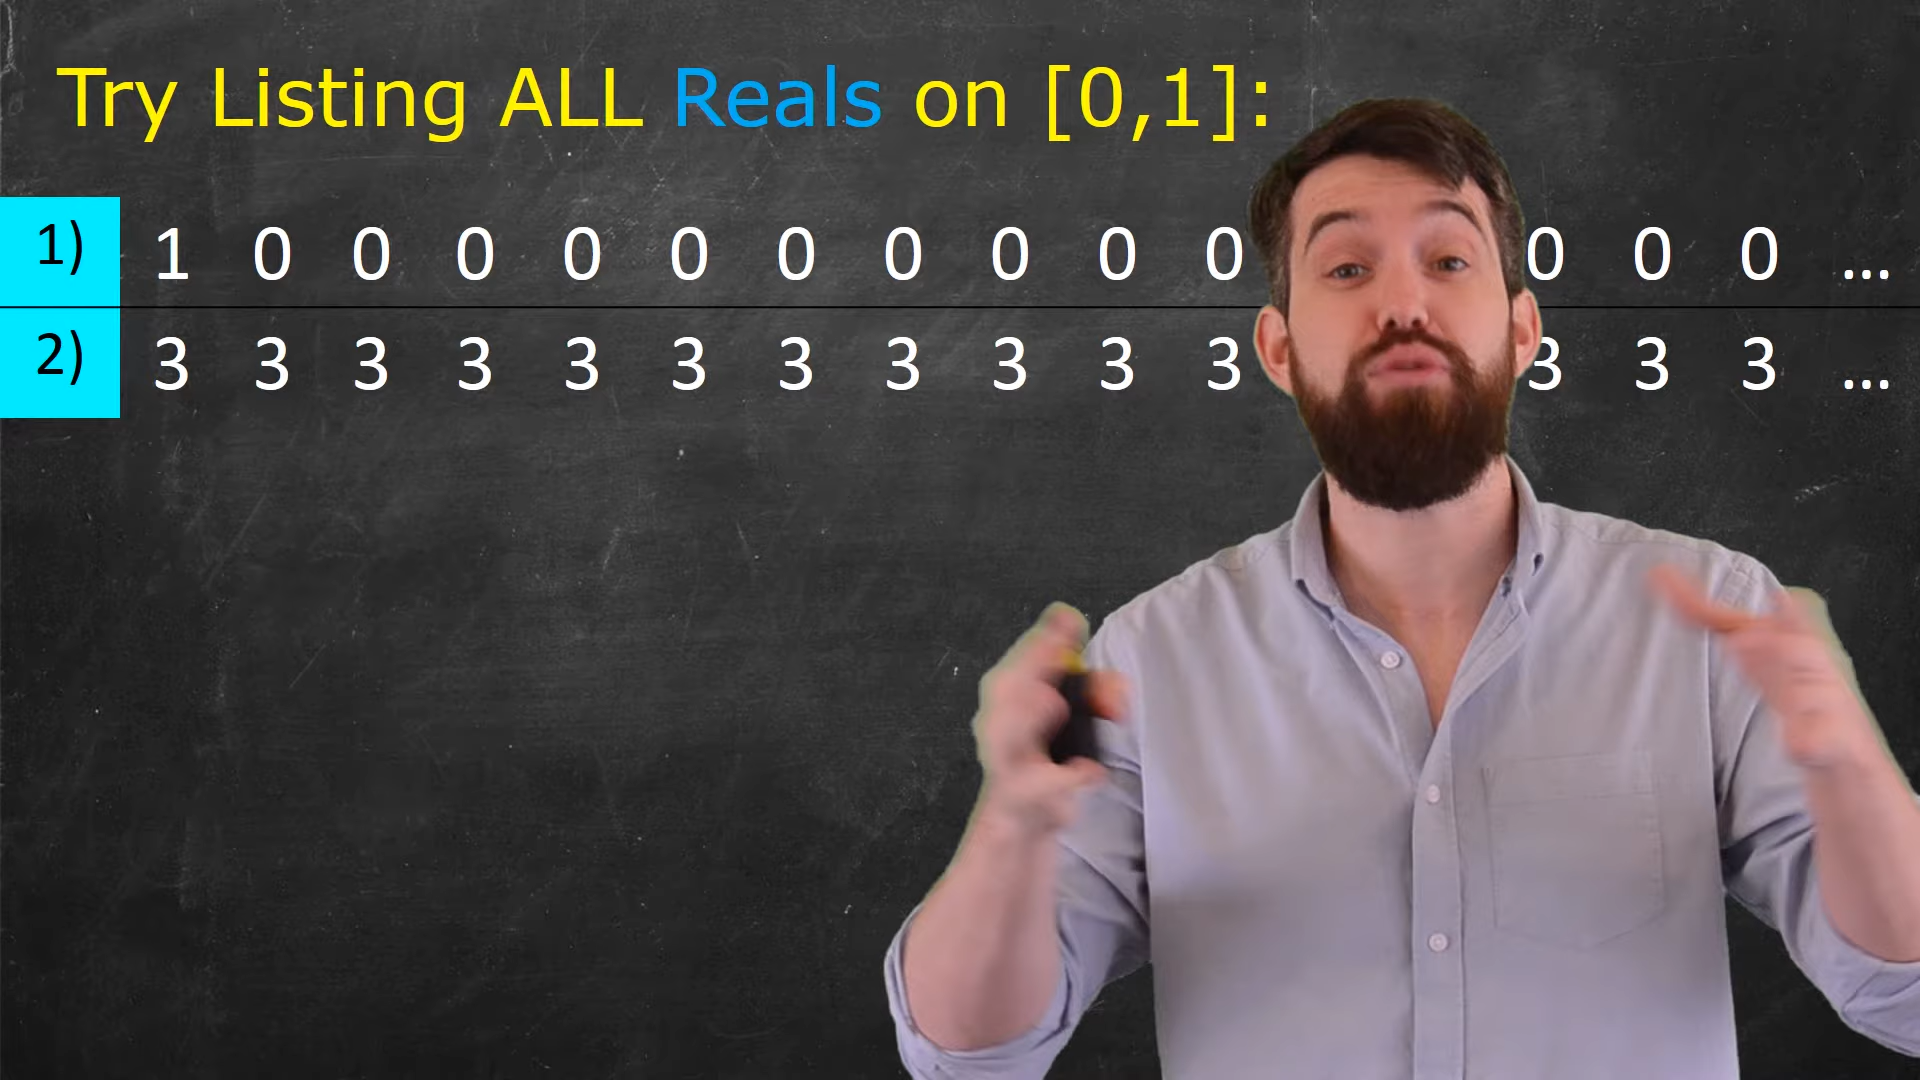 Try Listing ALL Reals on [0,1]:
1) 1 0 0 0 0 0 0 0 0 0 0 0 0 0 ...
2) 3 3 3 3 3 3 3 3 3 3 3 3 3 3 ...